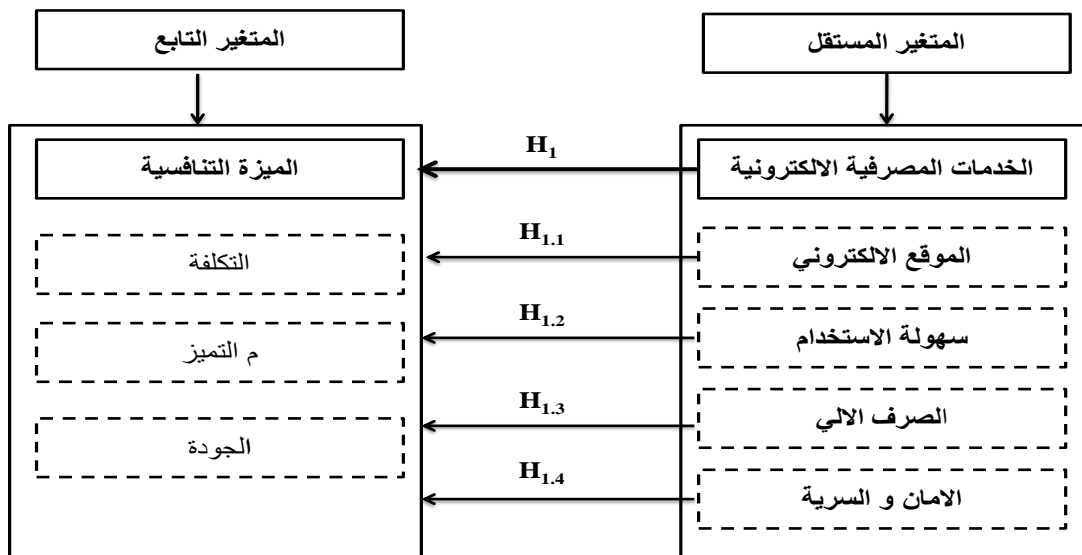 المتغير المستقل
المتغير التابع
الخدمات المصرفية الالكترونية
H1
الميزة التنافسية
الموقع الالكتروني
H1.1
التكلفة
سهولة الاستخدام
H1.2
م التميز
الصرف الالي
H1.3
الجودة
الامان و السرية
H1.4